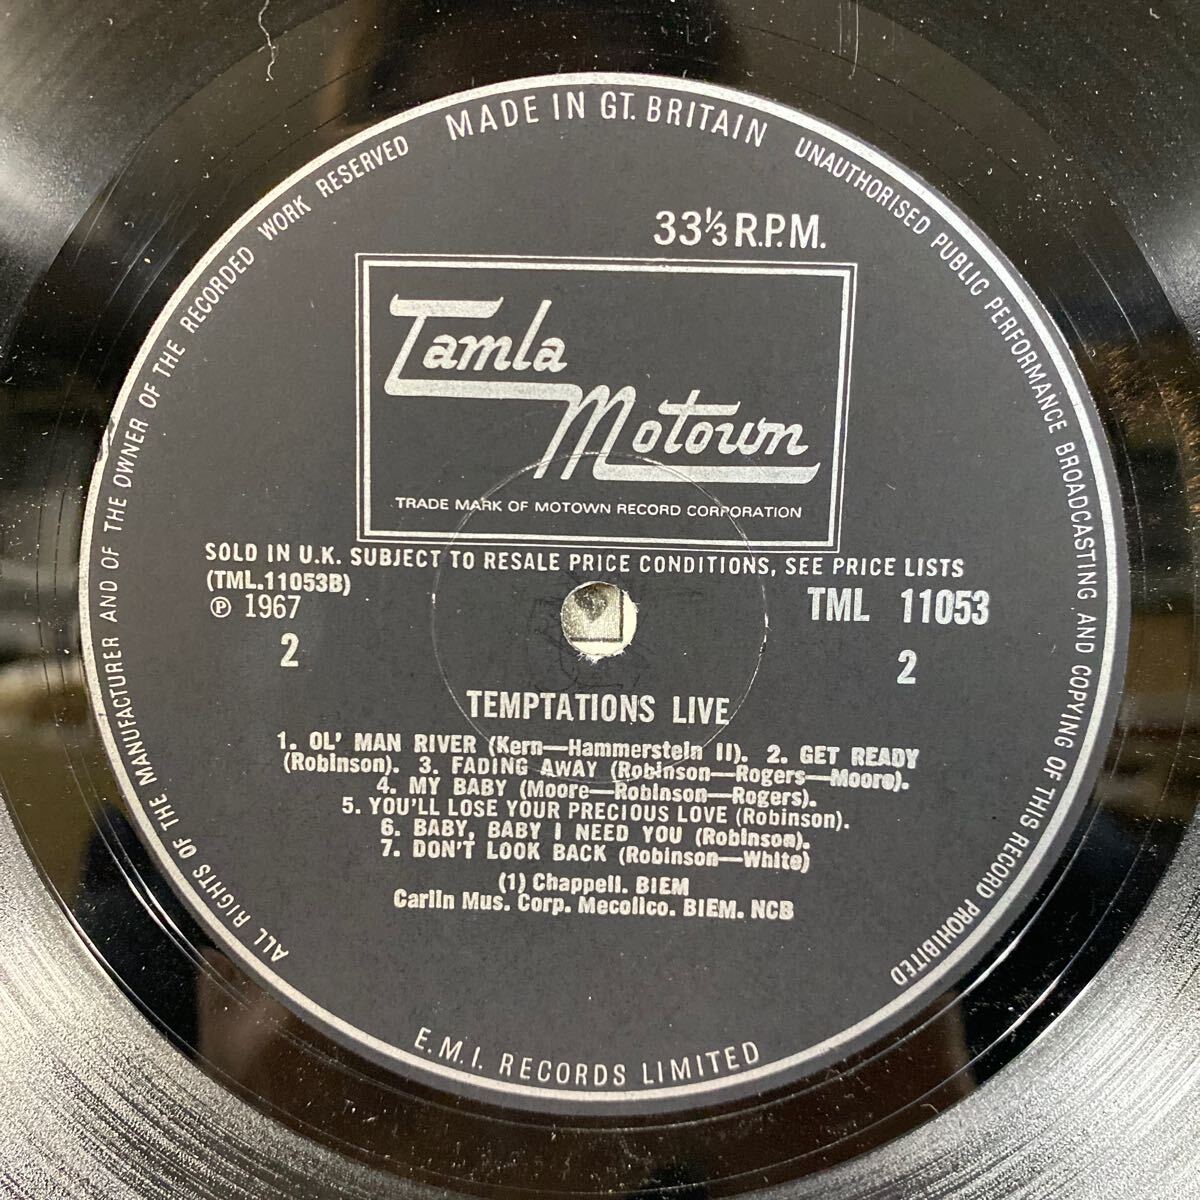 MADE IN GT. BRITAIN
UNAUTHORISED PUBLIC PERFORMANCE BROADCASTING AND COPYING OF THIS RECORD PROHIBITED
ALL RIGHTS OF THE MANUFACTURER AND OF THE OWNER OF THE RECORDED WORK RESERVED
33⅓ R.P.M.
Tamla
Motown
TRADE MARK OF MOTOWN RECORD CORPORATION
SOLD IN U.K. SUBJECT TO RESALE PRICE CONDITIONS, SEE PRICE LISTS
(TML.11053B)
℗ 1967
TML 11053
2
2
TEMPTATIONS LIVE
1. OL' MAN RIVER (Kern—Hammerstein II). 2. GET READY
(Robinson). 3. FADING AWAY (Robinson—Rogers—Moore).
4. MY BABY (Moore—Robinson—Rogers).
5. YOU'LL LOSE YOUR PRECIOUS LOVE (Robinson).
6. BABY, BABY I NEED YOU (Robinson).
7. DON'T LOOK BACK (Robinson—White)
(1) Chappell. BIEM
Carlin Mus. Corp. Mecolico. BIEM. NCB
E.M.I. RECORDS LIMITED